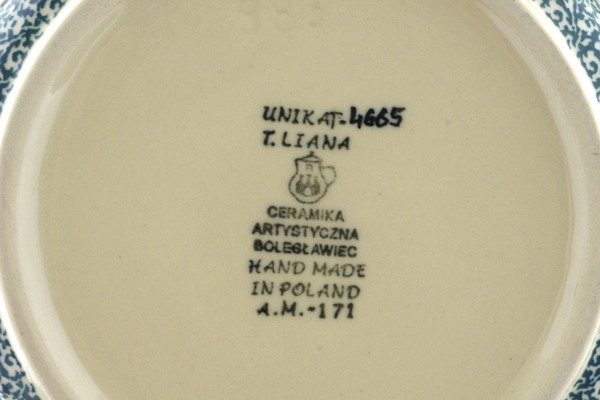 UNIKAT-4665
T. LIANA
CERAMIKA
ARTYSTYCZNA
BOLESŁAWIEC
HAND MADE
IN POLAND
A.M.-171